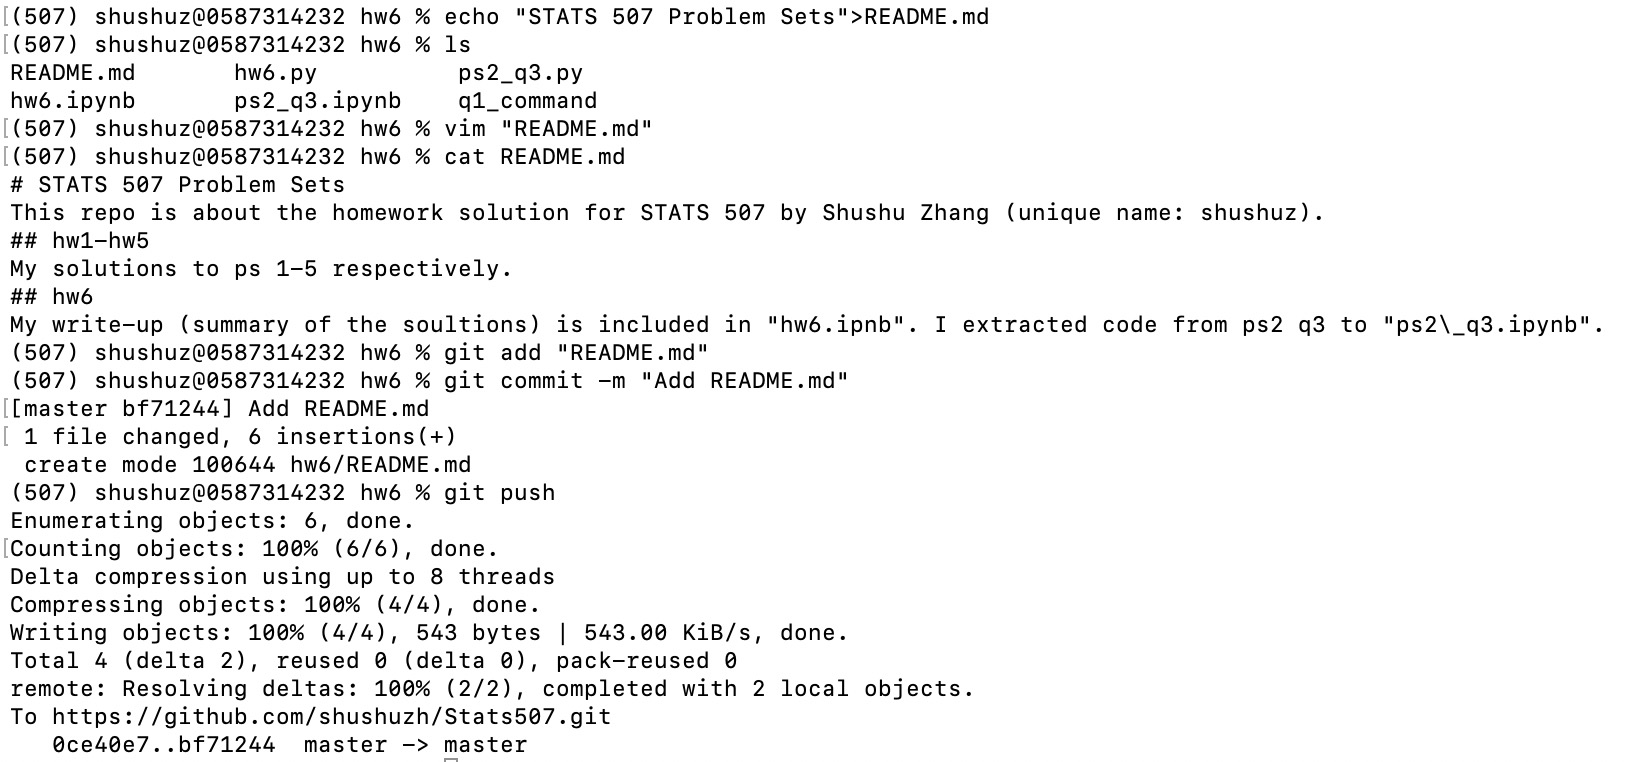 (507) shushuz@0587314232 hw6 % echo "STATS 507 Problem Sets">README.md
(507) shushuz@0587314232 hw6 % ls
README.md       hw6.py          ps2_q3.py
hw6.ipynb       ps2_q3.ipynb    q1_command
(507) shushuz@0587314232 hw6 % vim "README.md"
(507) shushuz@0587314232 hw6 % cat README.md
# STATS 507 Problem Sets
This repo is about the homework solution for STATS 507 by Shushu Zhang (unique name: shushuz).
## hw1-hw5
My solutions to ps 1-5 respectively.
## hw6
My write-up (summary of the soultions) is included in "hw6.ipnb". I extracted code from ps2 q3 to "ps2\_q3.ipynb".
(507) shushuz@0587314232 hw6 % git add "README.md"
(507) shushuz@0587314232 hw6 % git commit -m "Add README.md"
[master bf71244] Add README.md
 1 file changed, 6 insertions(+)
 create mode 100644 hw6/README.md
(507) shushuz@0587314232 hw6 % git push
Enumerating objects: 6, done.
Counting objects: 100% (6/6), done.
Delta compression using up to 8 threads
Compressing objects: 100% (4/4), done.
Writing objects: 100% (4/4), 543 bytes | 543.00 KiB/s, done.
Total 4 (delta 2), reused 0 (delta 0), pack-reused 0
remote: Resolving deltas: 100% (2/2), completed with 2 local objects.
To https://github.com/shushuzh/Stats507.git
   0ce40e7..bf71244  master -> master